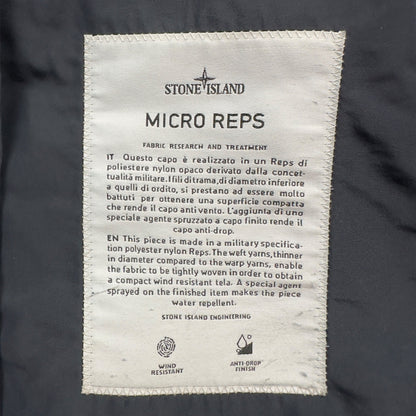 STONE ISLAND
MICRO REPS
FABRIC RESEARCH AND TREATMENT
IT Questo capo è realizzato in un Reps di
poliestere nylon opaco derivato dalla concet-
tualità militare. I fili di trama, di diametro inferiore
a quelli di ordito, si prestano ad essere molto
battuti per ottenere una superficie compatta
che rende il capo anti vento. L'aggiunta di uno
speciale agente spruzzato a capo finito rende il
capo anti-drop.
EN This piece is made in a military specifica-
tion polyester nylon Reps. The weft yarns, thinner
in diameter compared to the warp yarns, enable
the fabric to be tightly woven in order to obtain
a compact wind resistant tela. A special agent
sprayed on the finished item makes the piece
water repellent.
STONE ISLAND ENGINEERING
WIND
RESISTANT
ANTI-DROP
FINISH